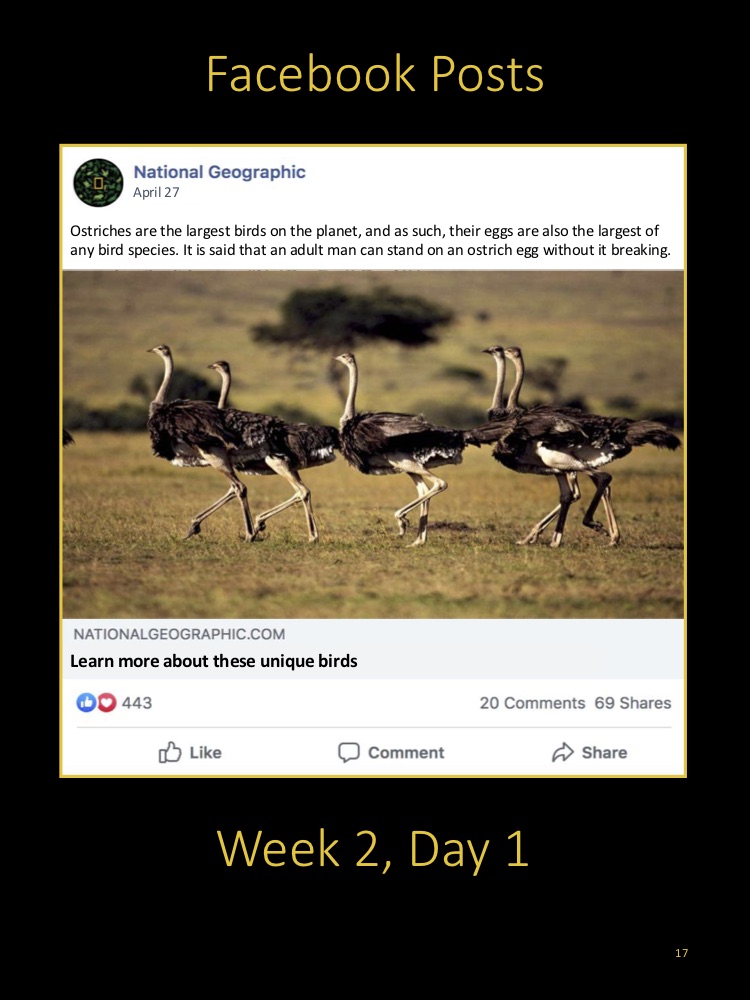 Facebook Posts
National Geographic
April 27
Ostriches are the largest birds on the planet, and as such, their eggs are also the largest of
any bird species. It is said that an adult man can stand on an ostrich egg without it breaking.
NATIONALGEOGRAPHIC.COM
Learn more about these unique birds
443 20 Comments 69 Shares
Like Comment Share
Week 2, Day 1
17